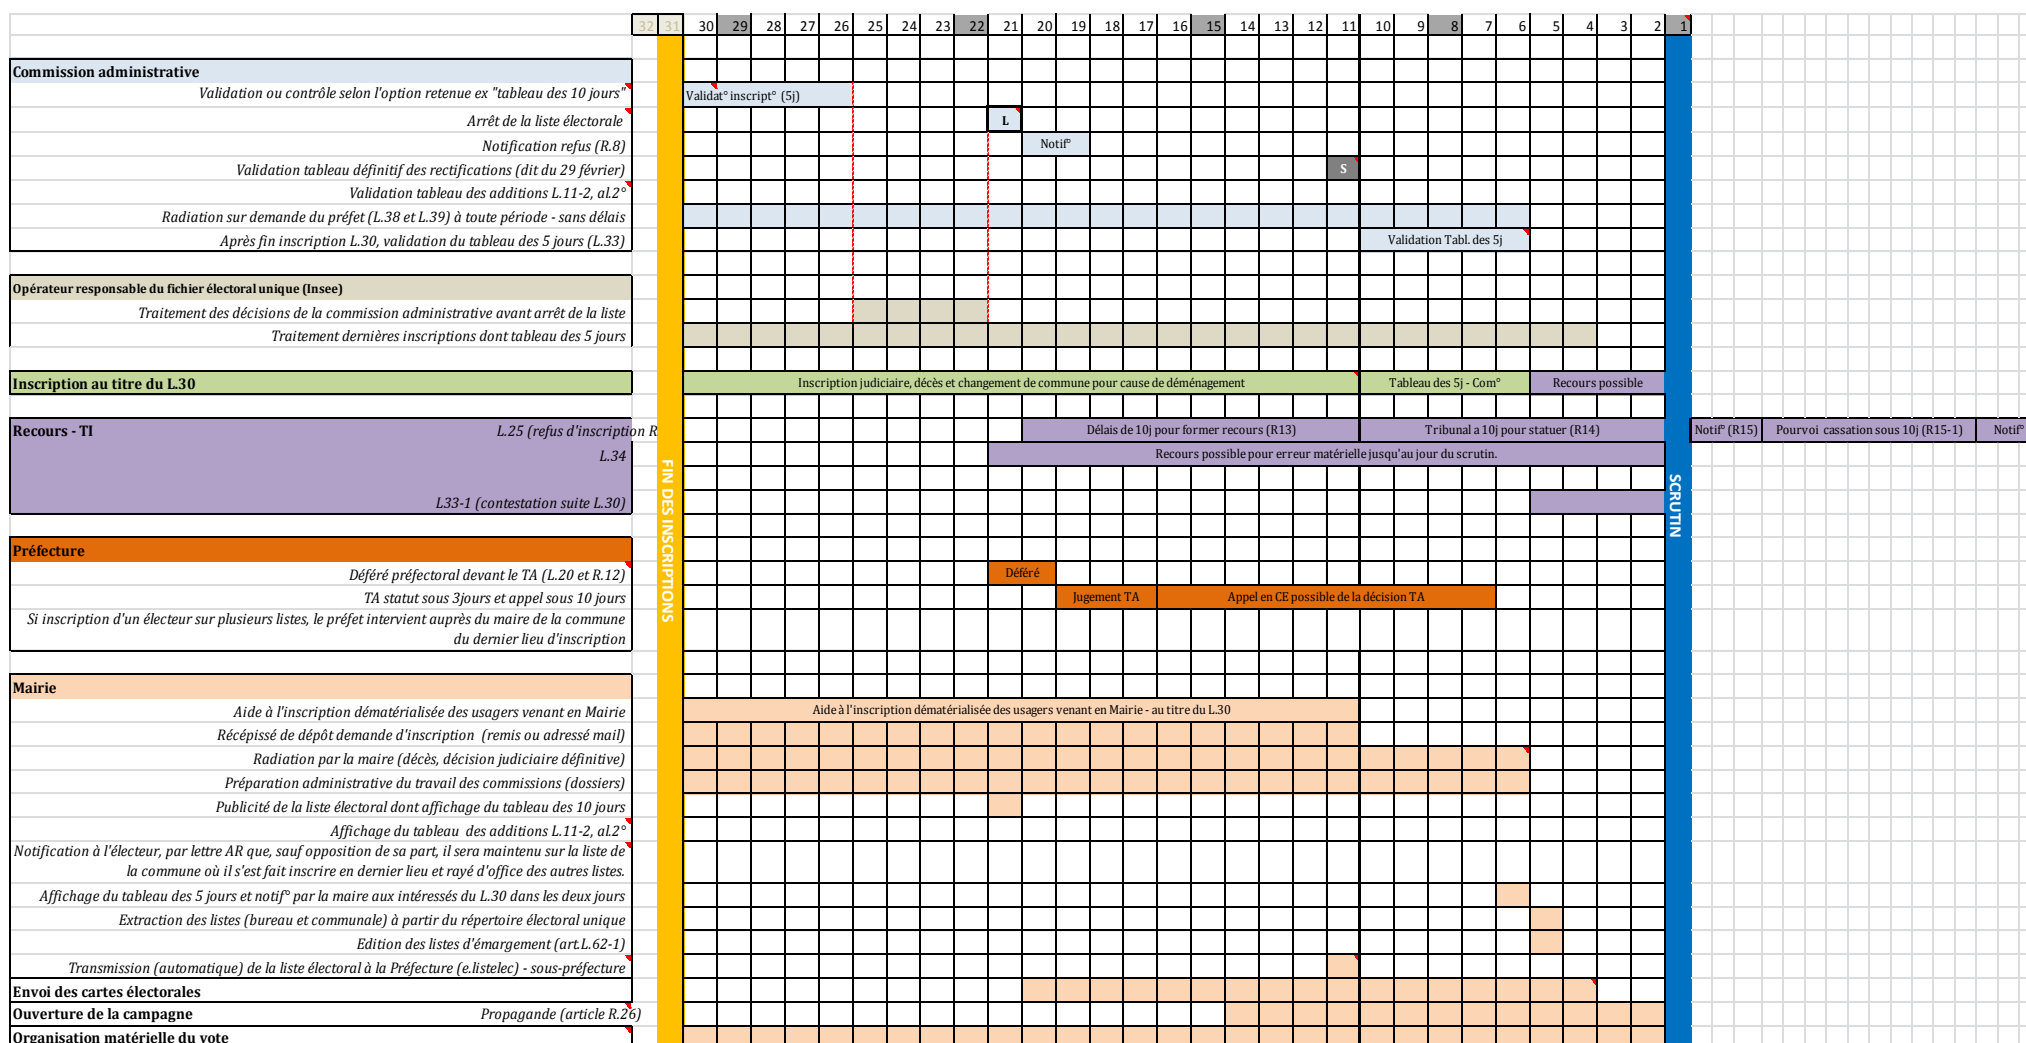 32 31 30 29 28 27 26 25 24 23 22 21 20 19 18 17 16 15 14 13 12 11 10 9 8 7 6 5 4 3 2 1
Commission administrative
Validation ou contrôle selon l'option retenue ex "tableau des 10 jours"
Validat° inscript° (5j)
Arrêt de la liste électorale
L
Notification refus (R.8)
Notif°
Validation tableau définitif des rectifications (dit du 29 février)
S
Validation tableau des additions L.11-2, al.2°
Radiation sur demande du préfet (L.38 et L.39) à toute période - sans délais
Après fin inscription L.30, validation du tableau des 5 jours (L.33)
Validation Tabl. des 5j
Opérateur responsable du fichier électoral unique (Insee)
Traitement des décisions de la commission administrative avant arrêt de la liste
Traitement dernières inscriptions dont tableau des 5 jours
Inscription au titre du L.30
Inscription judiciaire, décès et changement de commune pour cause de déménagement
Tableau des 5j - Com°
Recours possible
Recours - TI
L.25 (refus d'inscription R
Délais de 10j pour former recours (R13)
Tribunal a 10j pour statuer (R14)
Notif° (R15)
Pourvoi cassation sous 10j (R15-1)
Notif°
L.34
Recours possible pour erreur matérielle jusqu'au jour du scrutin.
L33-1 (contestation suite L.30)
FIN DES INSCRIPTIONS
SCRUTIN
Préfecture
Déféré préfectoral devant le TA (L.20 et R.12)
Déféré
TA statut sous 3jours et appel sous 10 jours
Jugement TA
Appel en CE possible de la décision TA
Si inscription d'un électeur sur plusieurs listes, le préfet intervient auprès du maire de la commune
du dernier lieu d'inscription
Mairie
Aide à l'inscription dématérialisée des usagers venant en Mairie
Aide à l'inscription dématérialisée des usagers venant en Mairie - au titre du L.30
Récépissé de dépôt demande d'inscription (remis ou adressé mail)
Radiation par la maire (décès, décision judiciaire définitive)
Préparation administrative du travail des commissions (dossiers)
Publicité de la liste électoral dont affichage du tableau des 10 jours
Affichage du tableau des additions L.11-2, al.2°
Notification à l'électeur, par lettre AR que, sauf opposition de sa part, il sera maintenu sur la liste de
la commune où il s'est fait inscrire en dernier lieu et rayé d'office des autres listes.
Affichage du tableau des 5 jours et notif° par la maire aux intéressés du L.30 dans les deux jours
Extraction des listes (bureau et communale) à partir du répertoire électoral unique
Edition des listes d'émargement (art.L.62-1)
Transmission (automatique) de la liste électoral à la Préfecture (e.listelec) - sous-préfecture
Envoi des cartes électorales
Ouverture de la campagne
Propagande (article R.26)
Organisation matérielle du vote